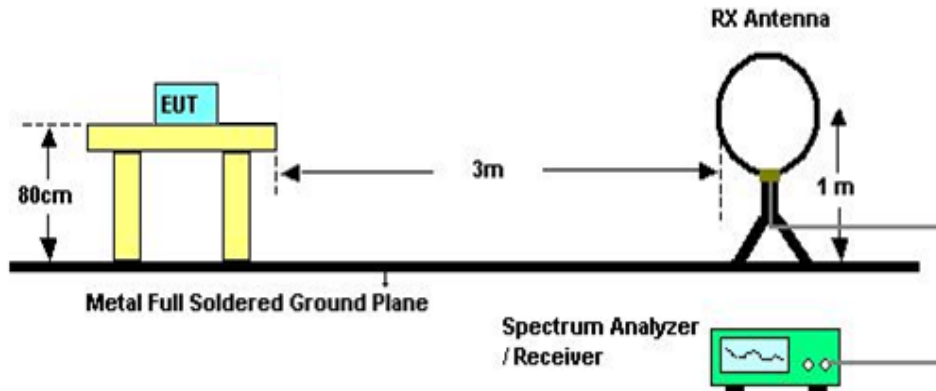 RX Antenna
EUT
3m
80cm
1 m
Metal Full Soldered Ground Plane
Spectrum Analyzer
/ Receiver